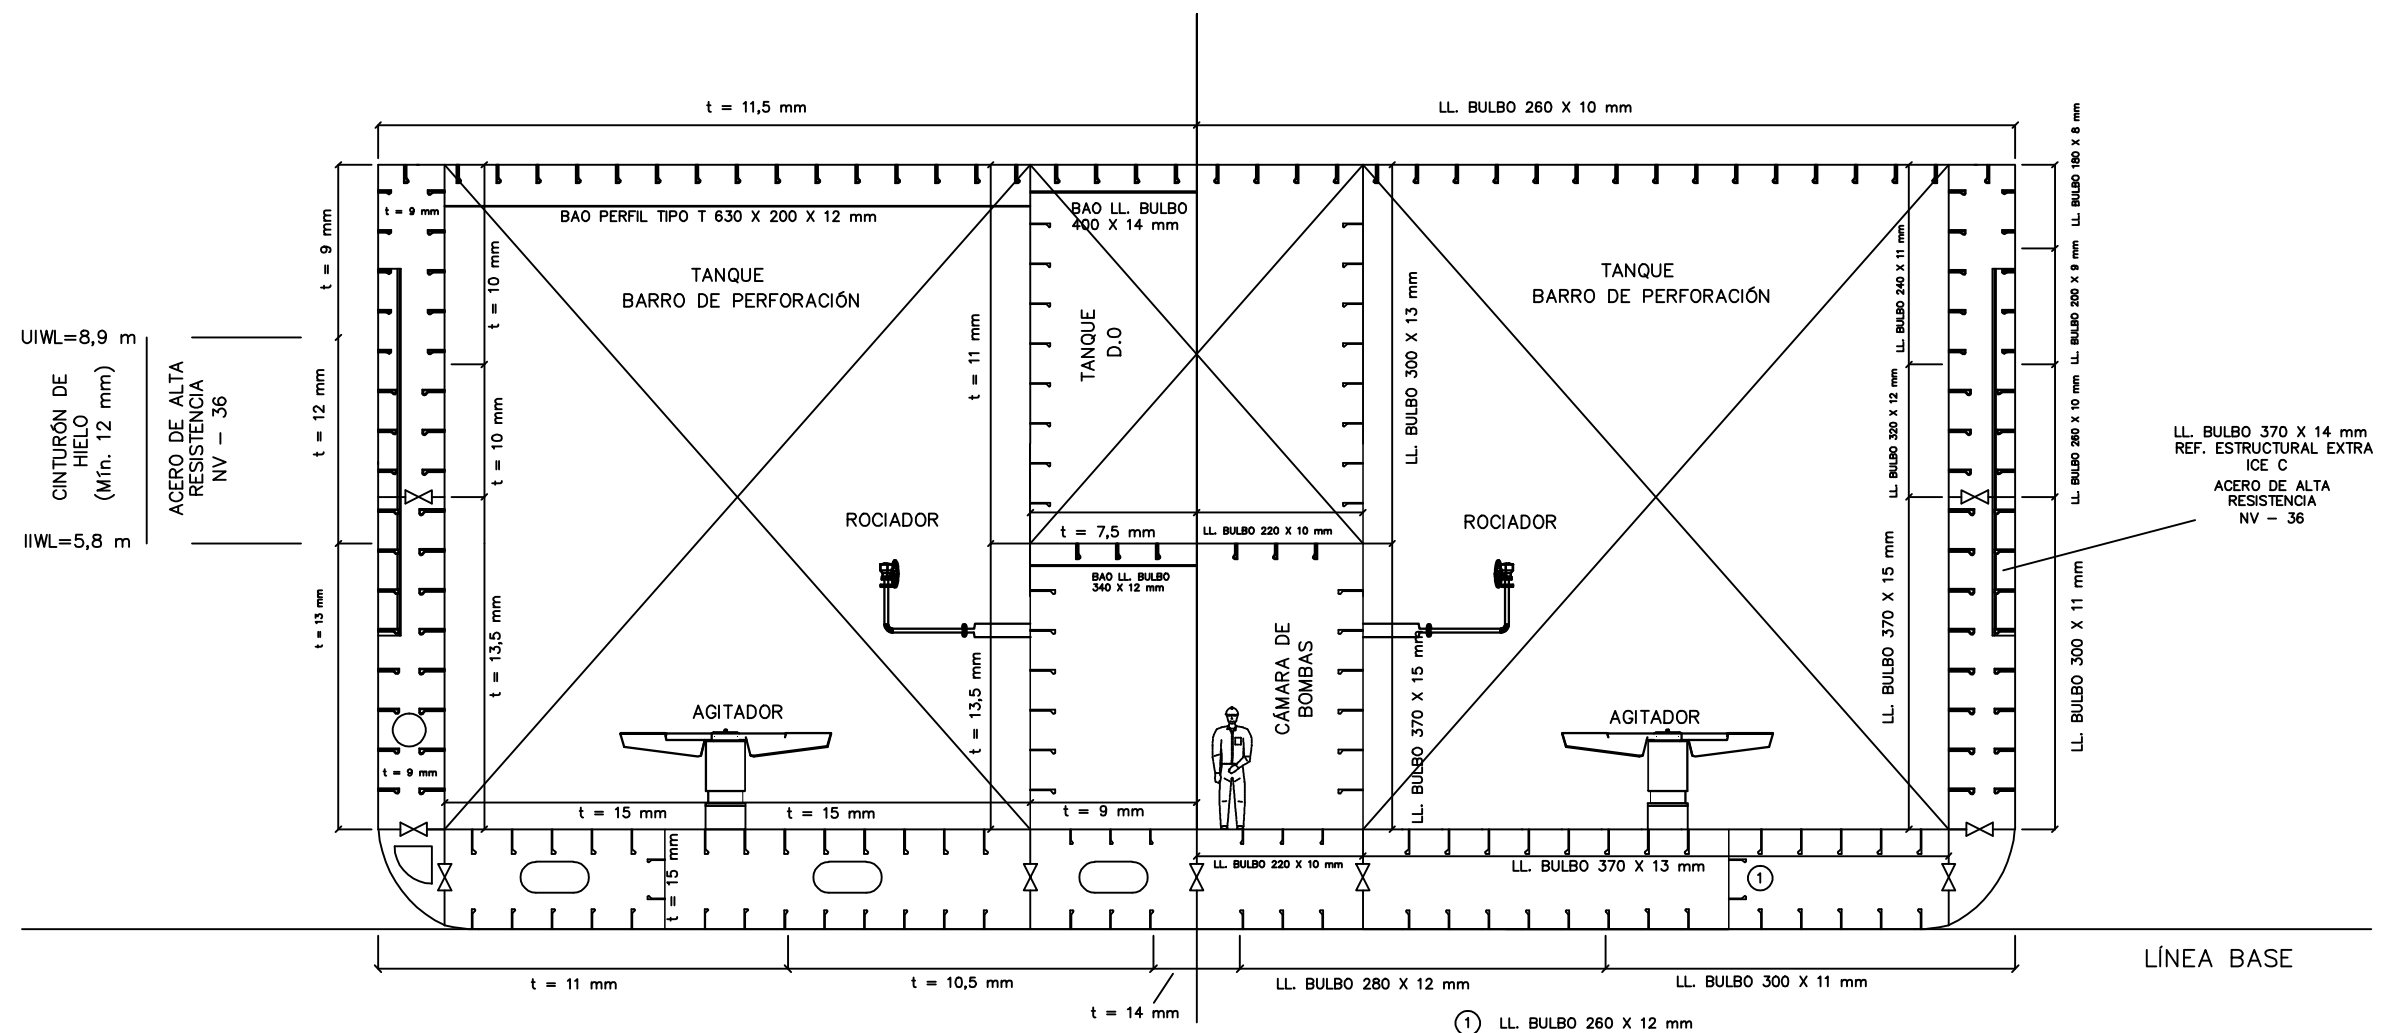 t = 11,5 mm
LL. BULBO 260 X 10 mm
LL. BULBO 180 X 8 mm
t = 9 mm
BAO PERFIL TIPO T 630 X 200 X 12 mm
BAO LL. BULBO
400 X 14 mm
t = 9 mm
t = 10 mm
TANQUE
BARRO DE PERFORACIÓN
TANQUE
BARRO DE PERFORACIÓN
LL. BULBO 240 X 11 mm
LL. BULBO 200 X 9 mm
UIWL=8,9 m
CINTURÓN DE
HIELO
(Mín. 12 mm)
ACERO DE ALTA
RESISTENCIA
NV – 36
IIWL=5,8 m
t = 12 mm
t = 10 mm
t = 11 mm
TANQUE
D.O
LL. BULBO 300 X 13 mm
LL. BULBO 320 X 12 mm
LL. BULBO 260 X 10 mm
LL. BULBO 370 X 14 mm
REF. ESTRUCTURAL EXTRA
ICE C
ACERO DE ALTA
RESISTENCIA
NV – 36
ROCIADOR
t = 7,5 mm
LL. BULBO 220 X 10 mm
ROCIADOR
BAO LL. BULBO
340 X 12 mm
t = 13 mm
t = 13,5 mm
t = 13,5 mm
CÁMARA DE
BOMBAS
LL. BULBO 370 X 15 mm
LL. BULBO 370 X 15 mm
LL. BULBO 300 X 11 mm
AGITADOR
AGITADOR
t = 9 mm
t = 15 mm
t = 15 mm
t = 9 mm
t = 15 mm
LL. BULBO 220 X 10 mm
LL. BULBO 370 X 13 mm
1
LÍNEA BASE
t = 11 mm
t = 10,5 mm
t = 14 mm
LL. BULBO 280 X 12 mm
LL. BULBO 300 X 11 mm
1 LL. BULBO 260 X 12 mm